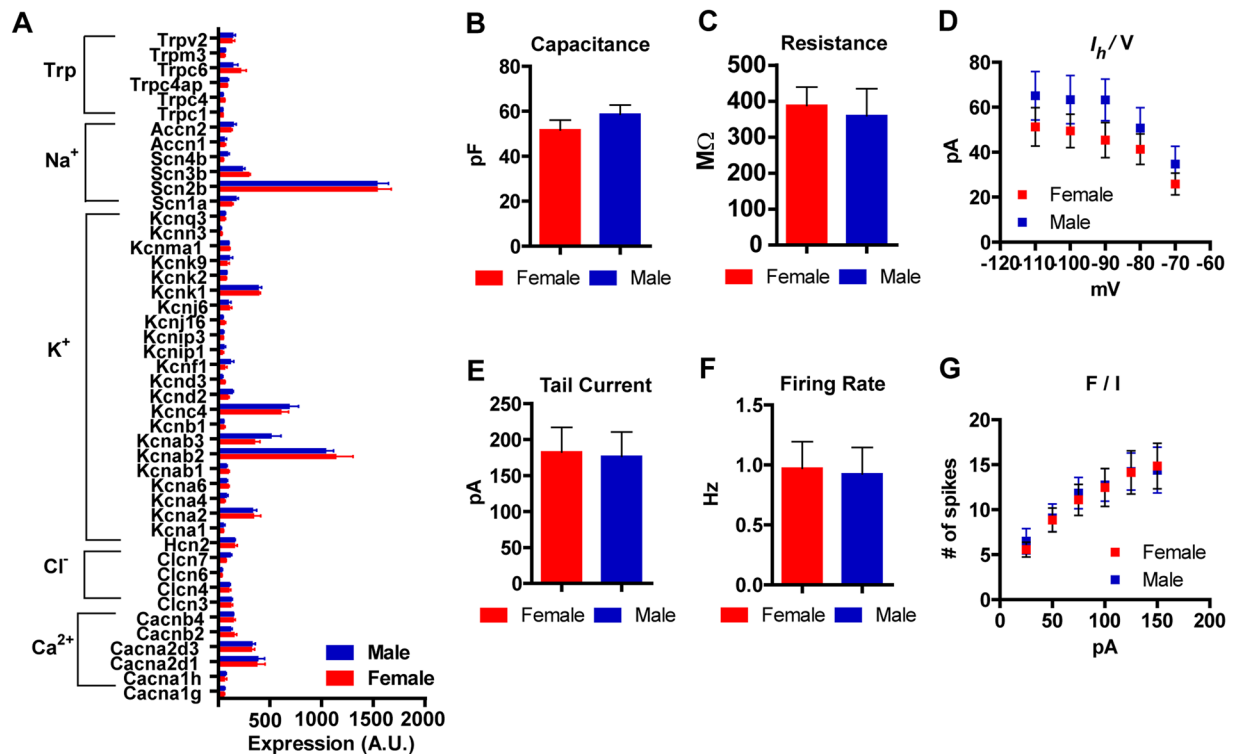 A
Trp
Na+
K+
Cl-
Ca2+
Trpv2
Trpm3
Trpc6
Trpc4ap
Trpc4
Trpc1
Accn2
Accn1
Scn4b
Scn3b
Scn2b
Scn1a
Kcnq3
Kcnn3
Kcnma1
Kcnk9
Kcnk2
Kcnk1
Kcnj6
Kcnj16
Kcnip3
Kcnip1
Kcnf1
Kcnd3
Kcnd2
Kcnc4
Kcnb1
Kcnab3
Kcnab2
Kcnab1
Kcna6
Kcna4
Kcna2
Kcna1
Hcn2
Clcn7
Clcn6
Clcn4
Clcn3
Cacnb4
Cacnb2
Cacna2d3
Cacna2d1
Cacna1h
Cacna1g
Male
Female
500 1000 1500 2000
Expression (A.U.)
B
Capacitance
pF
80
60
40
20
0
Female Male
C
Resistance
MΩ
500
400
300
200
100
0
Female Male
D
Ih / V
pA
80
60
40
20
0
Female
Male
-120 -110 -100 -90 -80 -70 -60
mV
E
Tail Current
pA
250
200
150
100
50
0
Female Male
F
Firing Rate
Hz
1.5
1.0
0.5
0.0
Female Male
G
F / I
# of spikes
20
15
10
5
0
Female
Male
0 50 100 150 200
pA